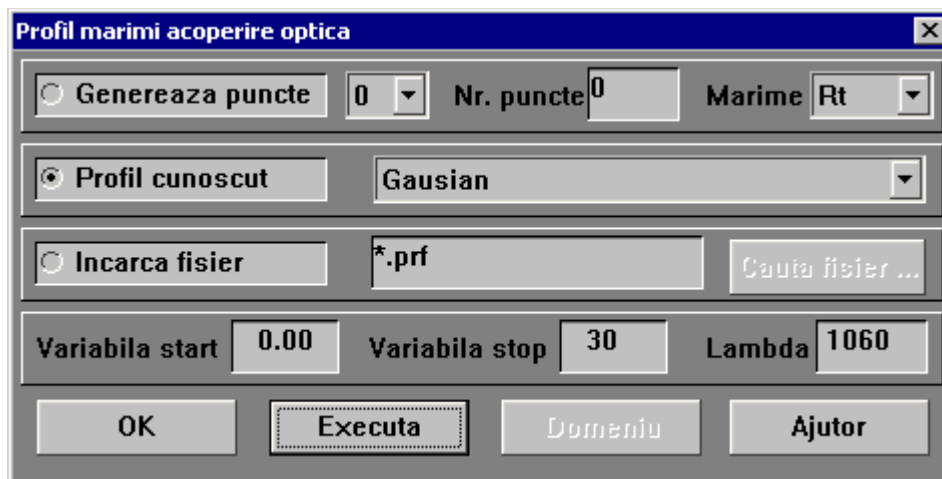 Profil marimi acoperire optica
Genereaza puncte 0 Nr. puncte 0 Marime Rt
Profil cunoscut Gausian
Incarca fisier *.prf Cauta fisier ...
Variabila start 0.00 Variabila stop 30 Lambda 1060
OK Executa Domeniu Ajutor